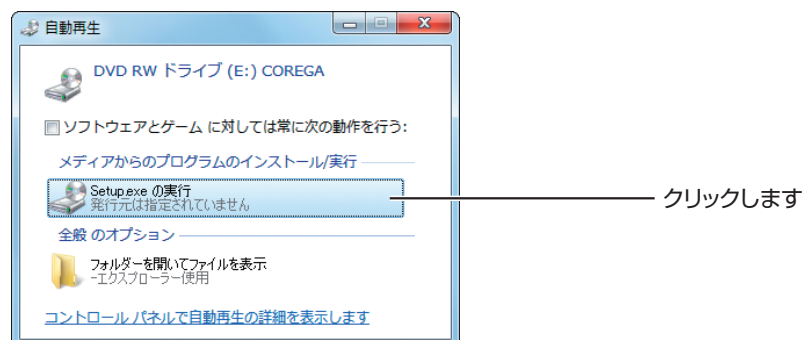 自動再生
DVD RW ドライブ (E:) COREGA
ソフトウェアとゲーム に対しては常に次の動作を行う:
メディアからのプログラムのインストール/実行
Setup.exe の実行
発行元は指定されていません
クリックします
全般 のオプション
フォルダーを開いてファイルを表示
-エクスプローラー使用
コントロール パネルで自動再生の詳細を表示します